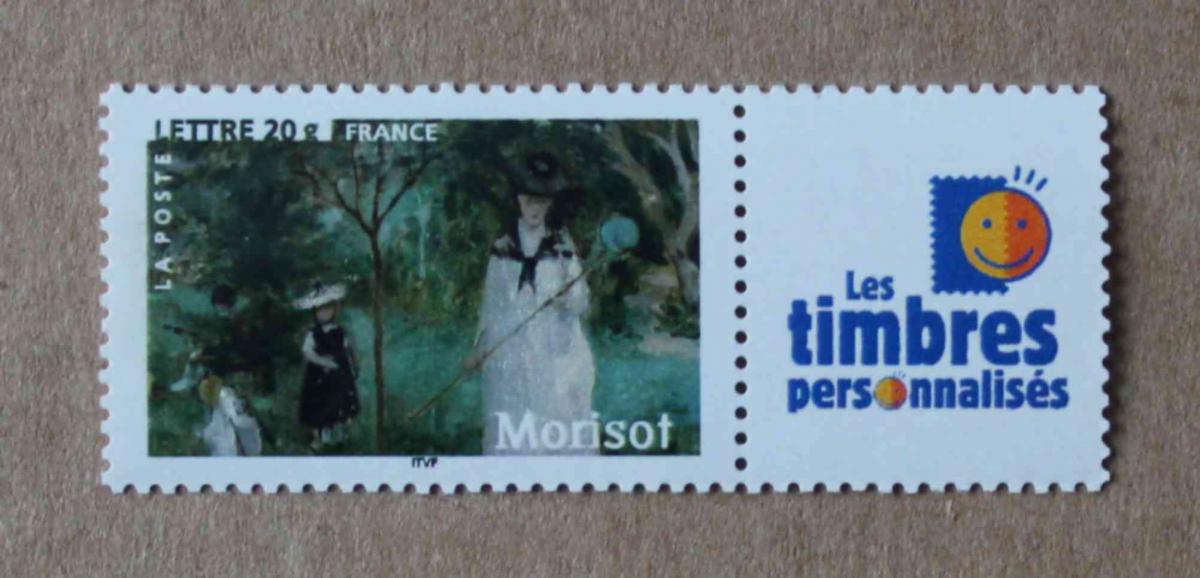 LETTRE 20 g FRANCE
LA POSTE
Morisot
ITVF
Les
timbres
personnalisés